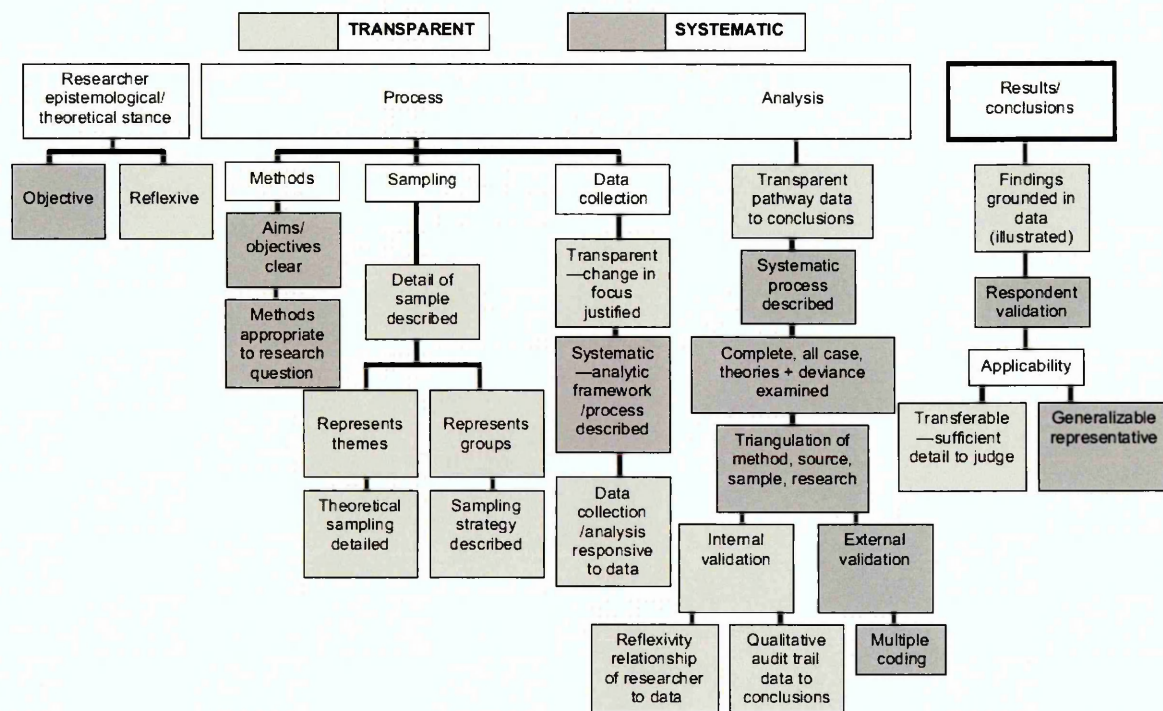 TRANSPARENT
SYSTEMATIC
Researcher
epistemological/
theoretical stance
Process
Analysis
Results/
conclusions
Objective
Reflexive
Methods
Sampling
Data
collection
Transparent
pathway data
to conclusions
Findings
grounded in
data
(illustrated)
Aims/
objectives
clear
Detail of
sample
described
Transparent
—change in
focus
justified
Systematic
process
described
Respondent
validation
Methods
appropriate
to research
question
Systematic
—analytic
framework
/process
described
Complete, all case,
theories + deviance
examined
Applicability
Represents
themes
Represents
groups
Triangulation of
method, source,
sample, research
Transferable
—sufficient
detail to judge
Generalizable
representative
Theoretical
sampling
detailed
Sampling
strategy
described
Data
collection
/analysis
responsive
to data
Internal
validation
External
validation
Reflexivity
relationship
of researcher
to data
Qualitative
audit trail
data to
conclusions
Multiple
coding